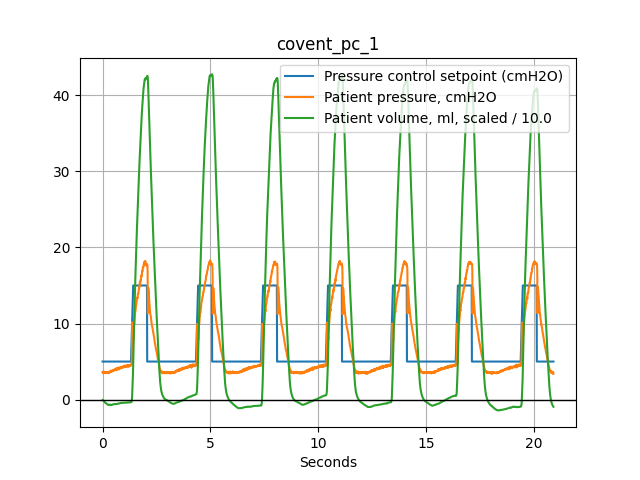 covent_pc_1
Pressure control setpoint (cmH2O)
Patient pressure, cmH2O
Patient volume, ml, scaled / 10.0
40
30
20
10
0
0
5
10
15
20
Seconds